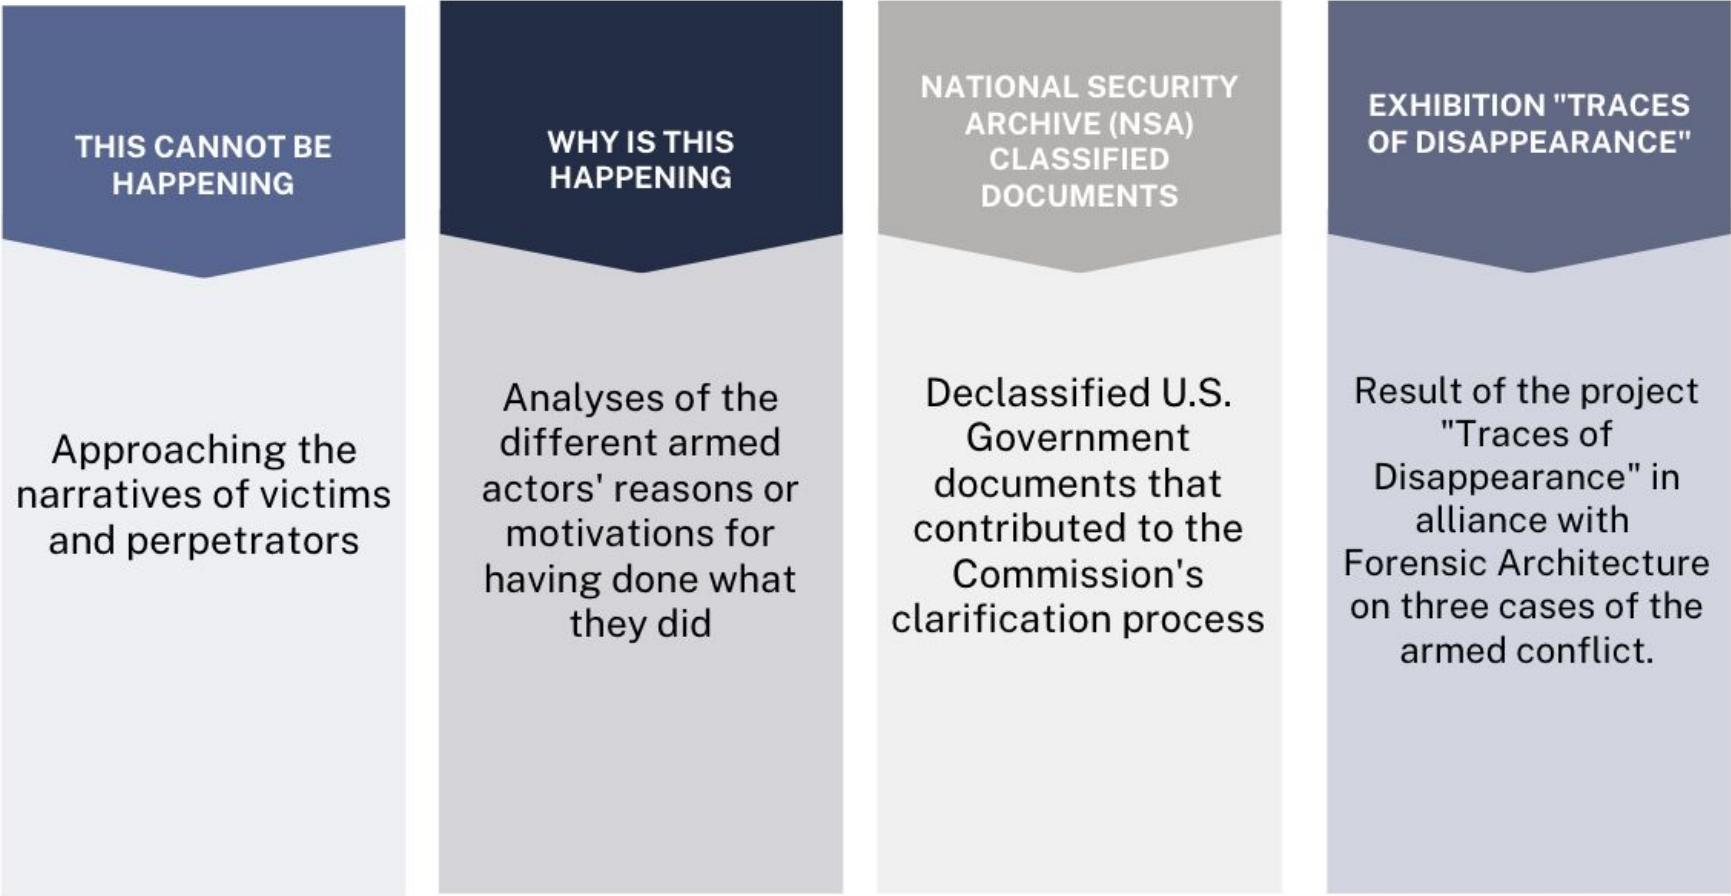 THIS CANNOT BE
HAPPENING
Approaching the
narratives of victims
and perpetrators
WHY IS THIS
HAPPENING
Analyses of the
different armed
actors' reasons or
motivations for
having done what
they did
NATIONAL SECURITY
ARCHIVE (NSA)
CLASSIFIED
DOCUMENTS
Declassified U.S.
Government
documents that
contributed to the
Commission's
clarification process
EXHIBITION "TRACES
OF DISAPPEARANCE"
Result of the project
"Traces of
Disappearance" in
alliance with
Forensic Architecture
on three cases of the
armed conflict.